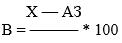 X — A3
B = ——— * 100